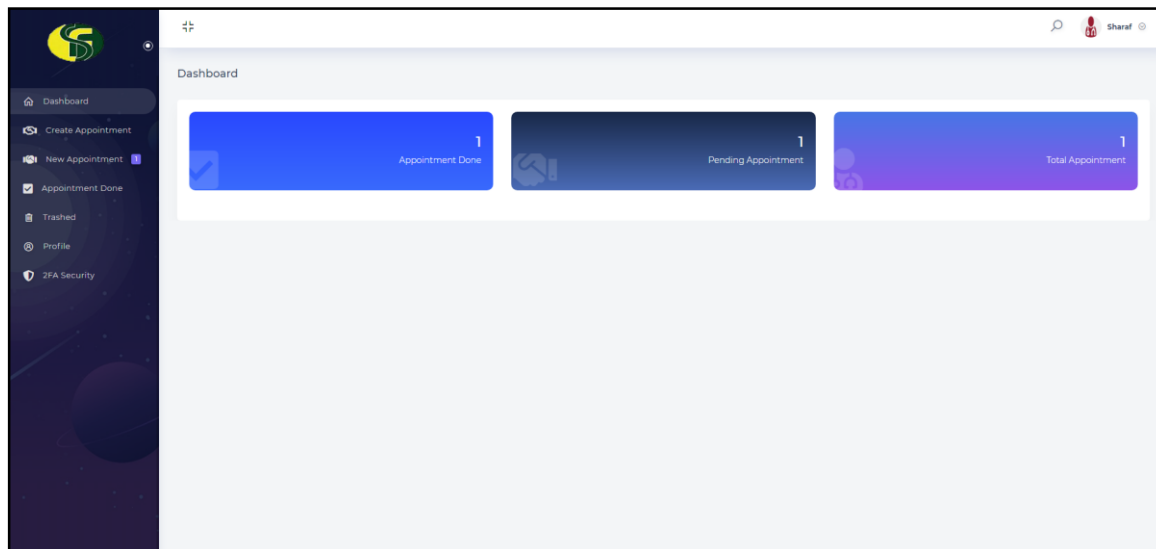 Sharaf
Dashboard
Dashboard
Create Appointment
New Appointment 1
Appointment Done
Trashed
Profile
2FA Security
1
Appointment Done
1
Pending Appointment
1
Total Appointment